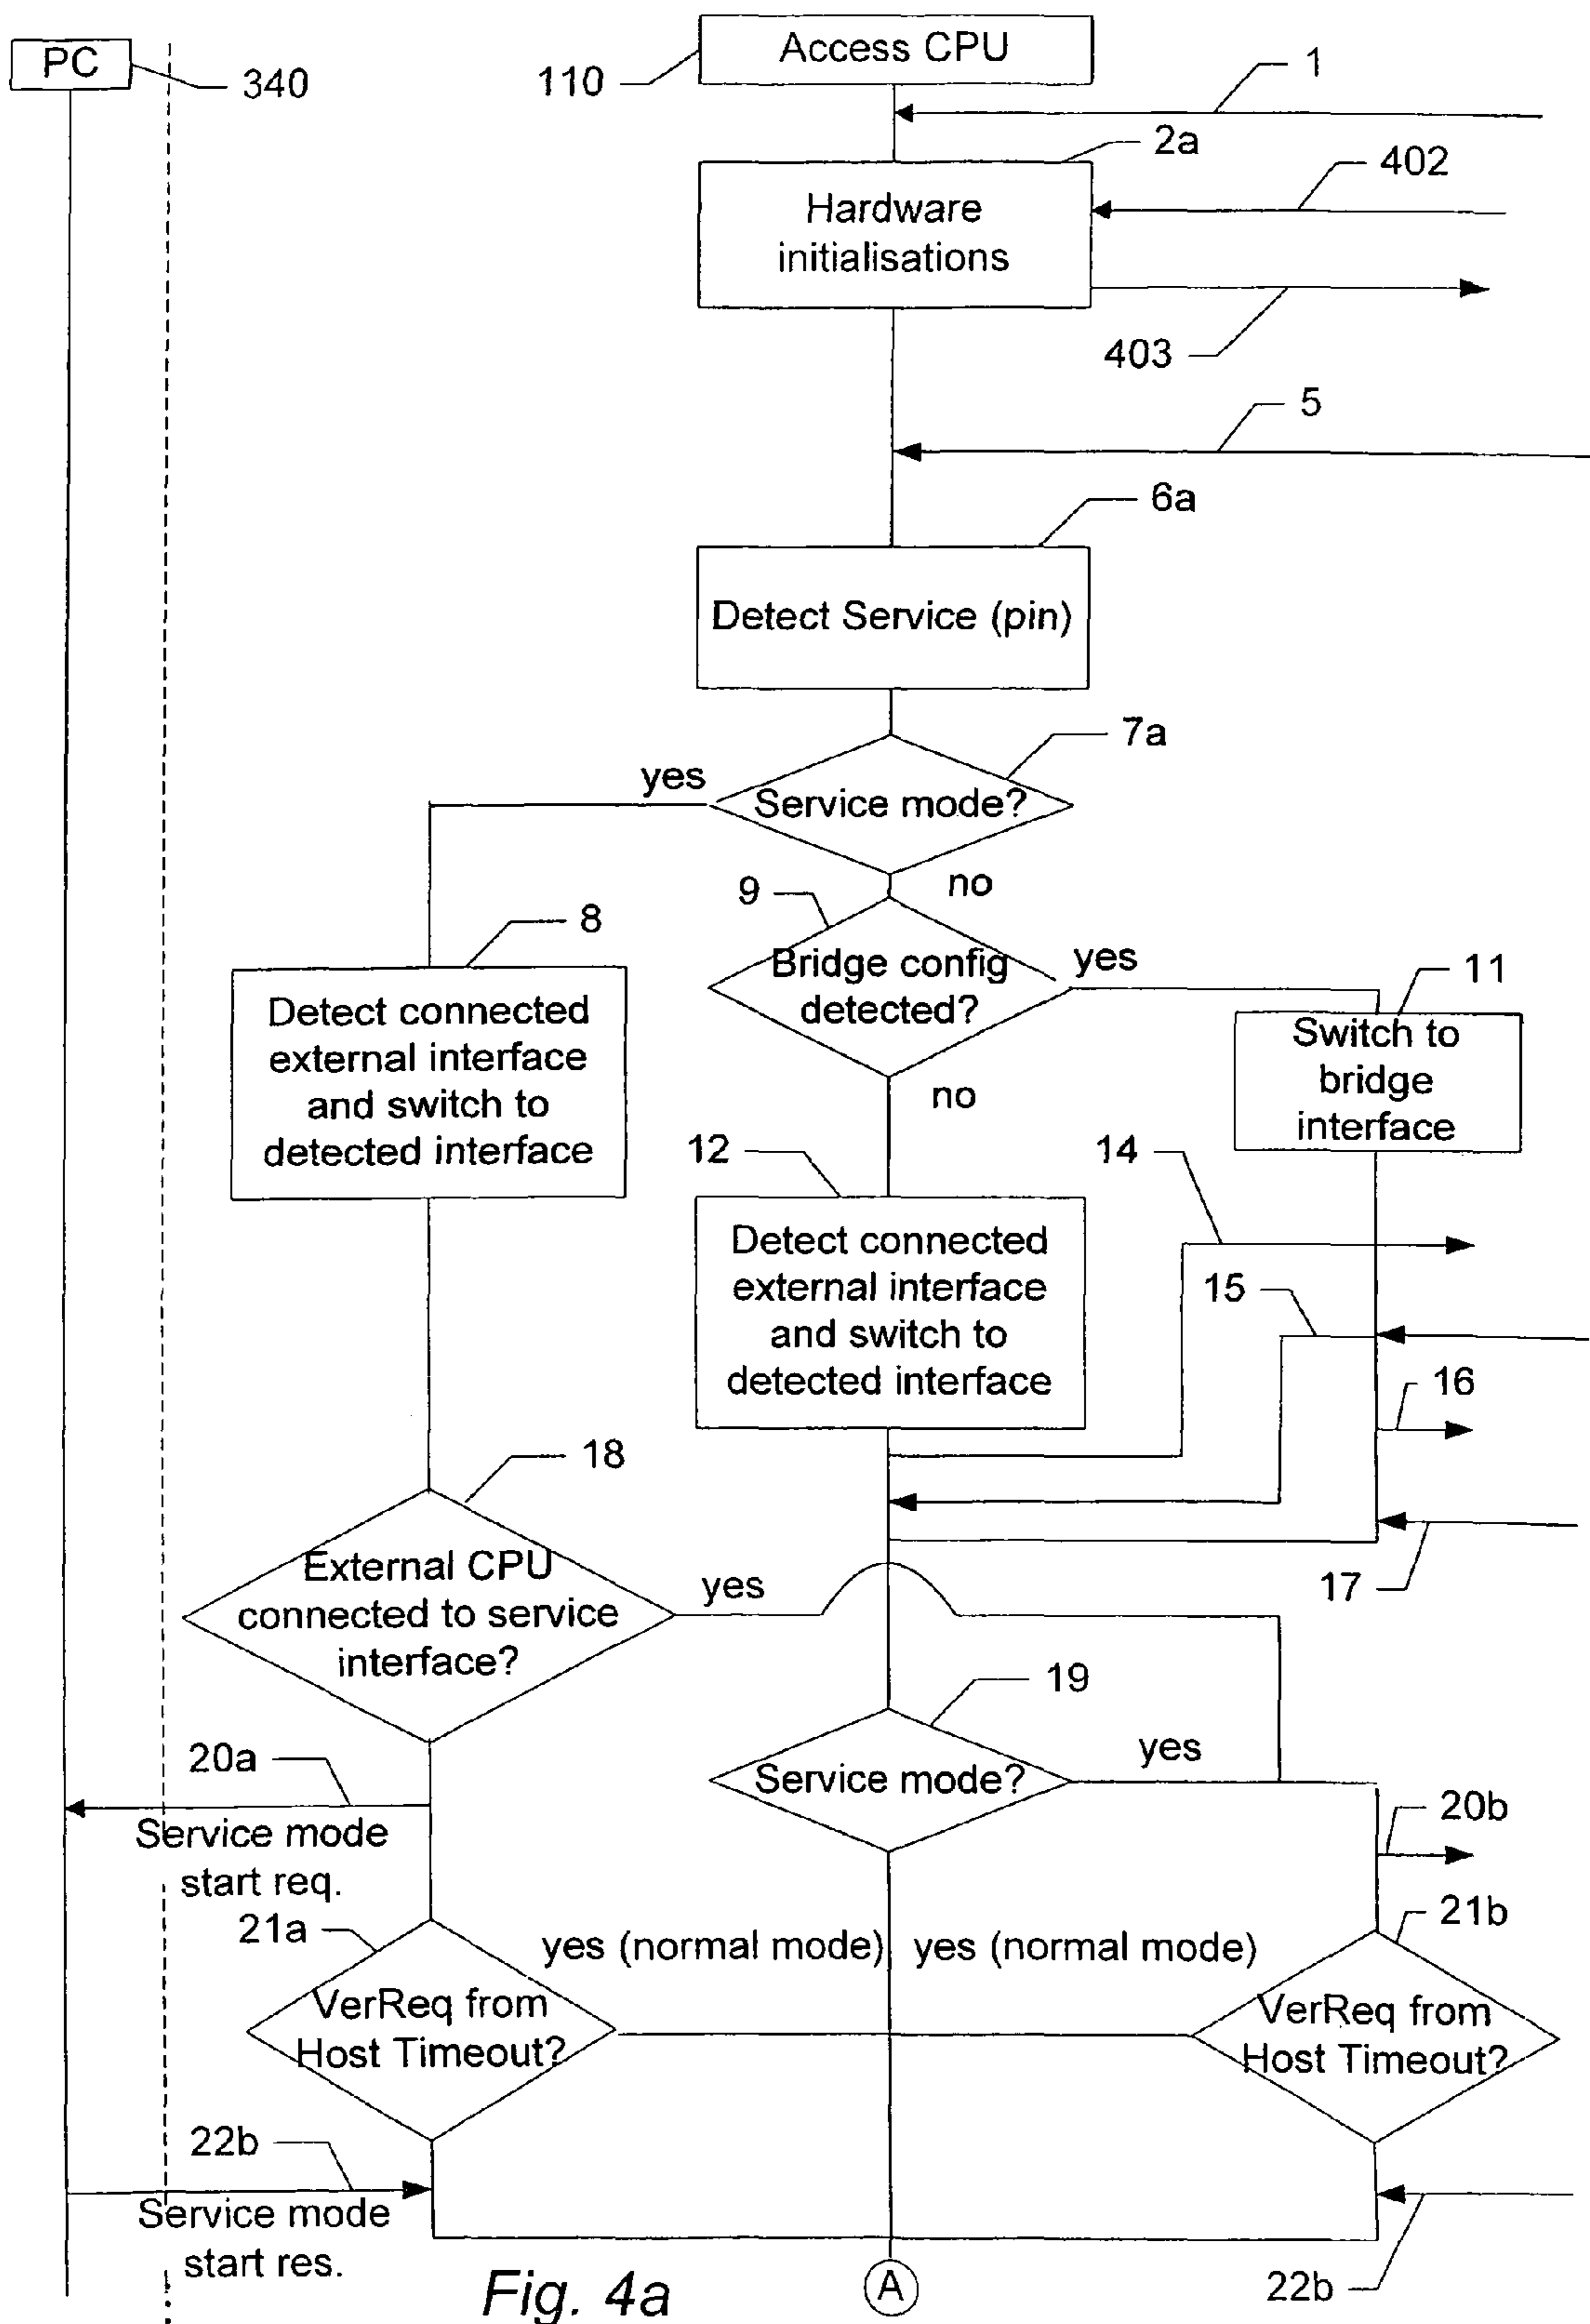 PC
340
Access CPU
110
1
2a
402
Hardware
initialisations
403
5
6a
Detect Service (pin)
7a
yes
Service mode?
no
9
8
Bridge config
detected?
yes
11
Detect connected
external interface
and switch to
detected interface
Switch to
bridge
interface
no
12
14
Detect connected
external interface
and switch to
detected interface
15
16
18
External CPU
connected to service
interface?
yes
17
19
20a
Service mode?
yes
20b
Service mode
start req.
21a
yes (normal mode)
yes (normal mode)
21b
VerReq from
Host Timeout?
VerReq from
Host Timeout?
22b
Service mode
start res.
22b
Fig. 4a
A